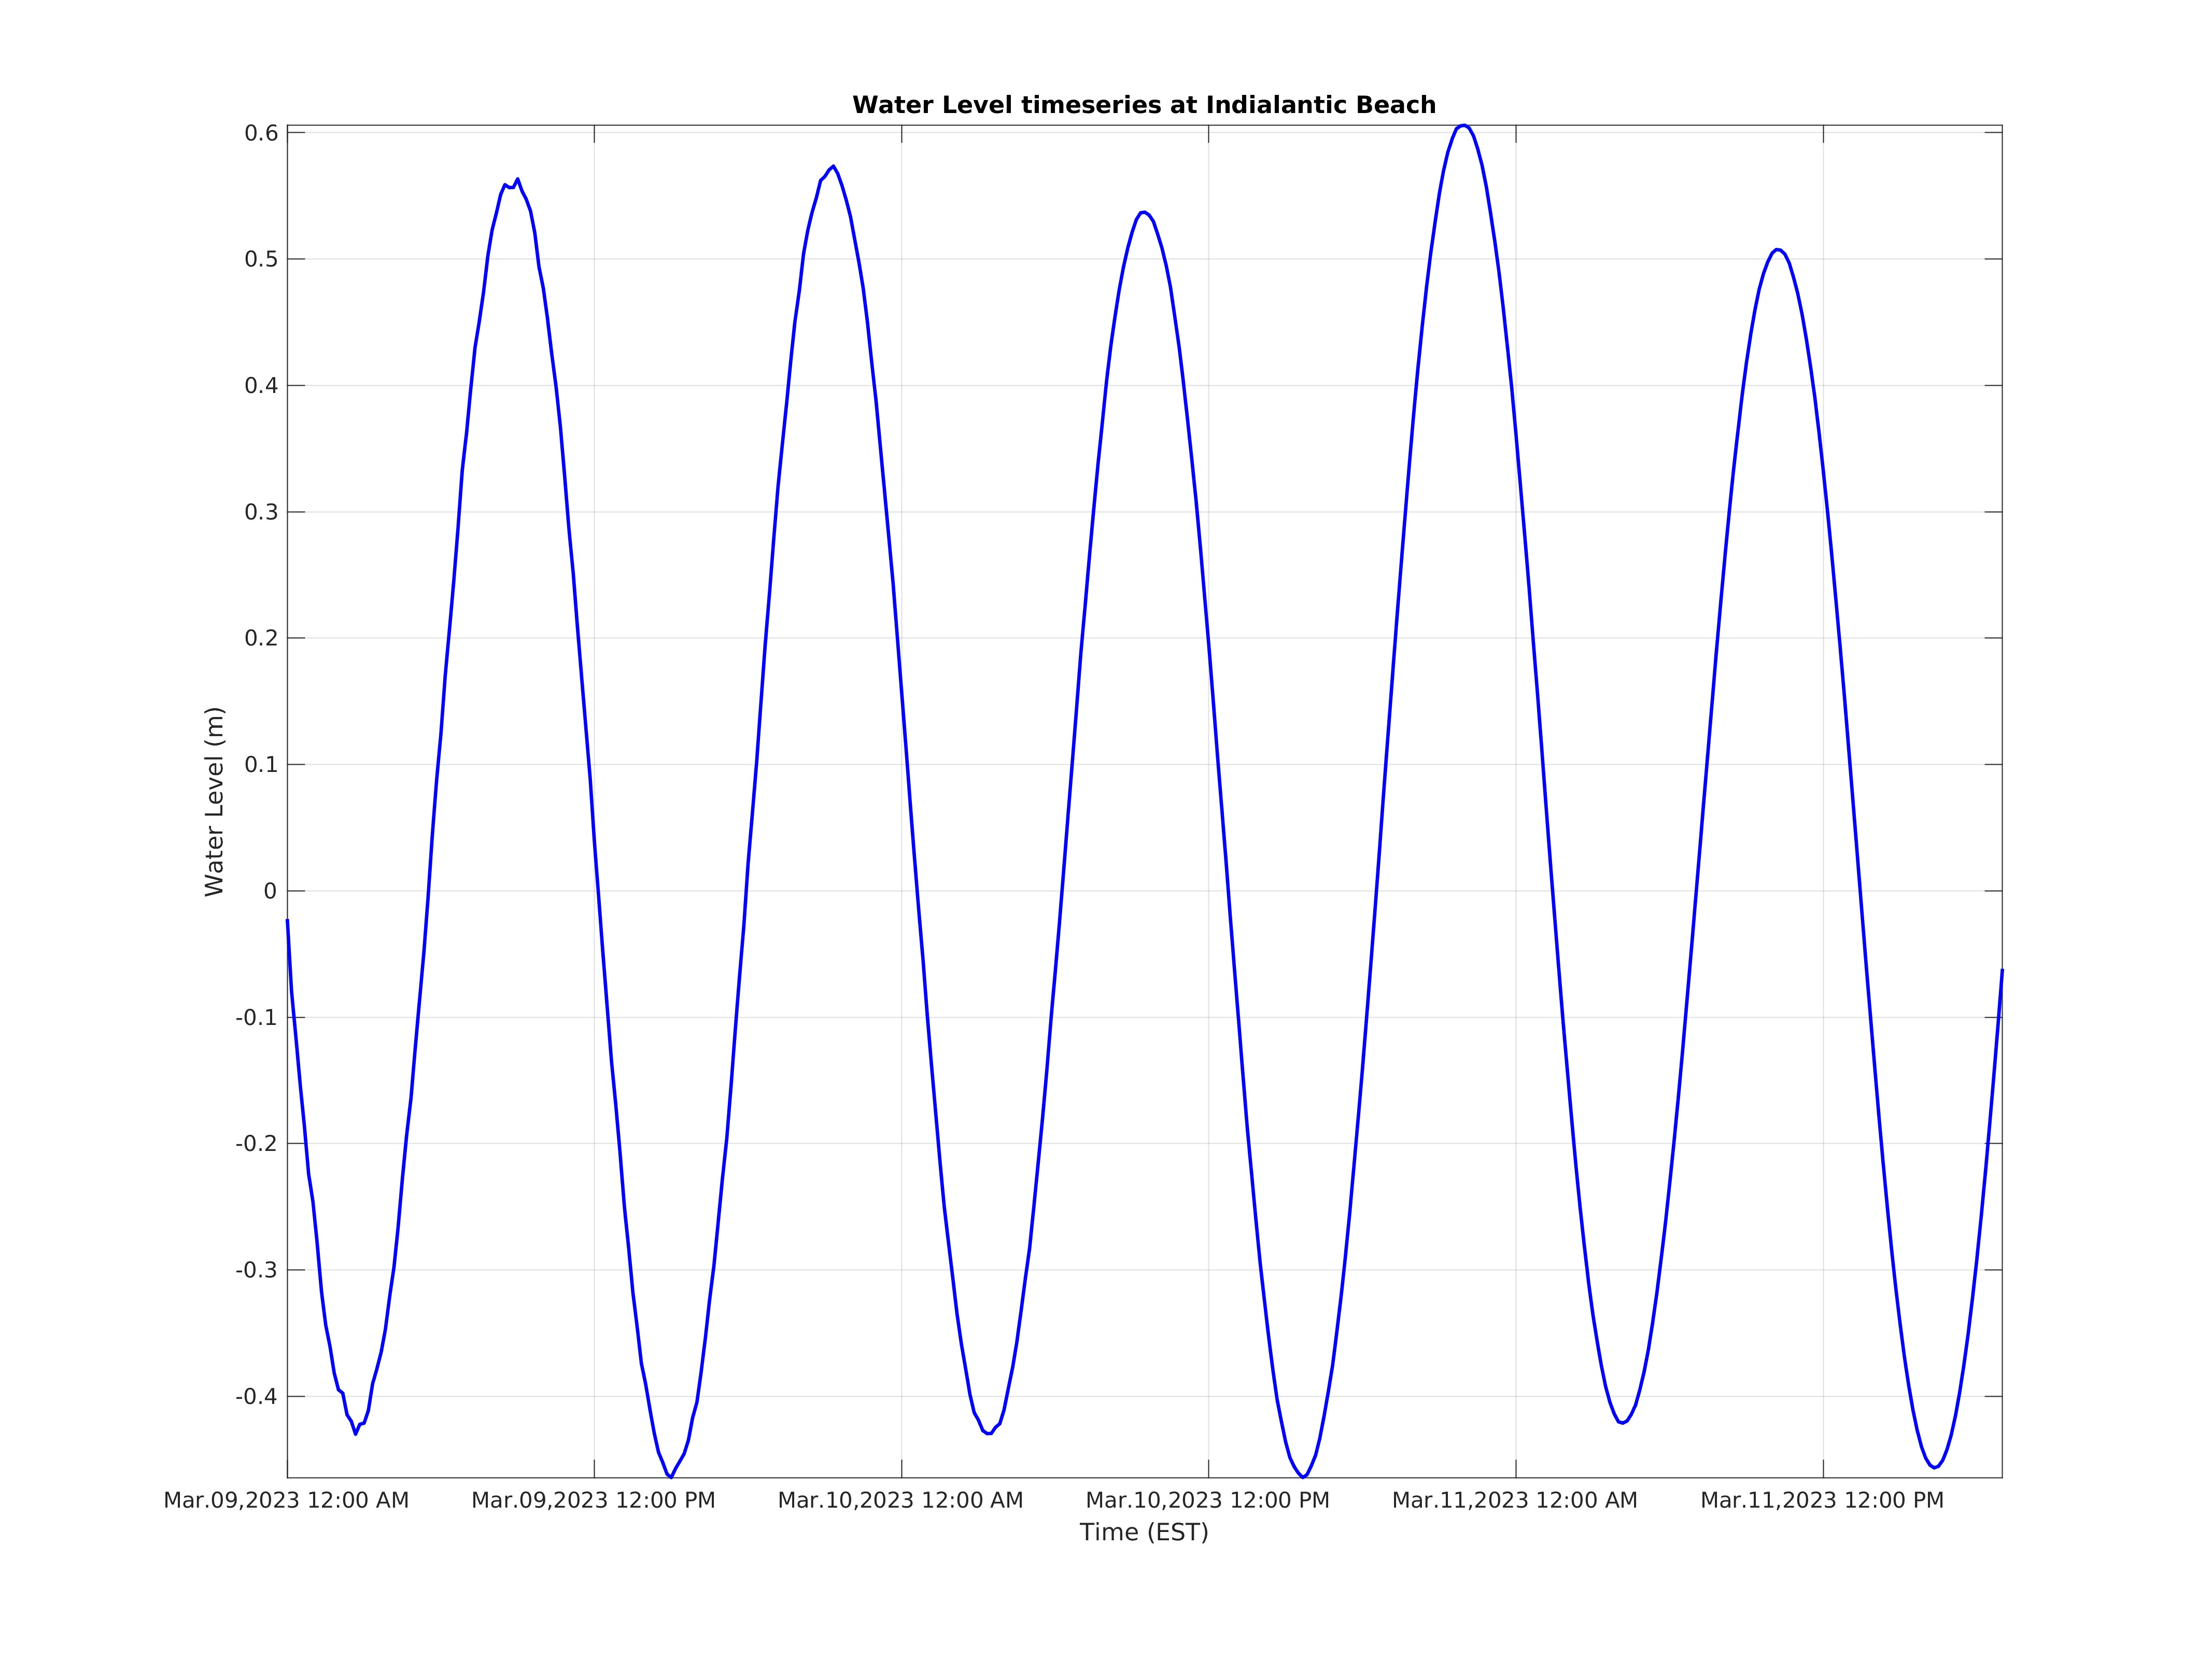 Water Level timeseries at Indialantic Beach
0.6
0.5
0.4
0.3
0.2
0.1
0
-0.1
-0.2
-0.3
-0.4
Water Level (m)
Mar.09,2023 12:00 AM Mar.09,2023 12:00 PM Mar.10,2023 12:00 AM Mar.10,2023 12:00 PM Mar.11,2023 12:00 AM Mar.11,2023 12:00 PM
Time (EST)